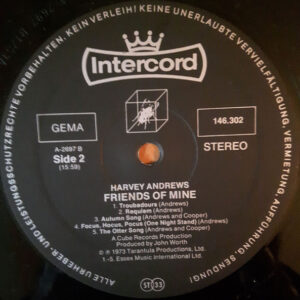 KEIN VERLEIH! KEINE UNERLAUBTE VERVIELFÄLTIGUNG, VERMIETUNG, AUFFÜHRUNG, SENDUNG!
ALLE URHEBER- UND LEISTUNGSSCHUTZRECHTE VORBEHALTEN.
Intercord
GEMA
146.302
A-2697 B
Side 2
(15:59)
STEREO
HARVEY ANDREWS
FRIENDS OF MINE
1. Troubadours (Andrews)
2. Requiem (Andrews)
3. Autumn Song (Andrews and Cooper)
4. Focus, Hocus, Pocus (One Night Stand) (Andrews)
5. The Otter Song (Andrews and Cooper)
A Cube Records Production
Produced by John Worth
℗ 1973 Tarantula Productions, Ltd.
1.-5. Essex Music International Ltd.
ST 33